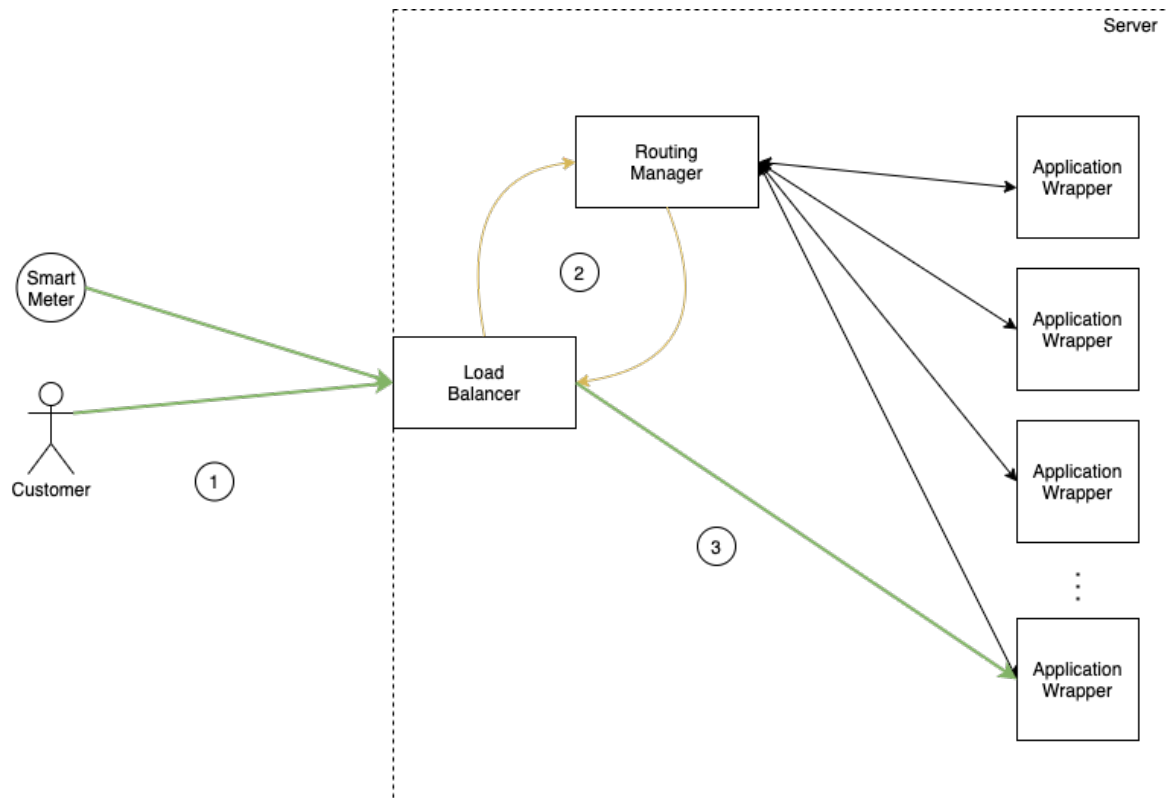 Server
Routing
Manager
Application
Wrapper
Smart
Meter
2
Application
Wrapper
Load
Balancer
Customer
1
Application
Wrapper
3
Application
Wrapper